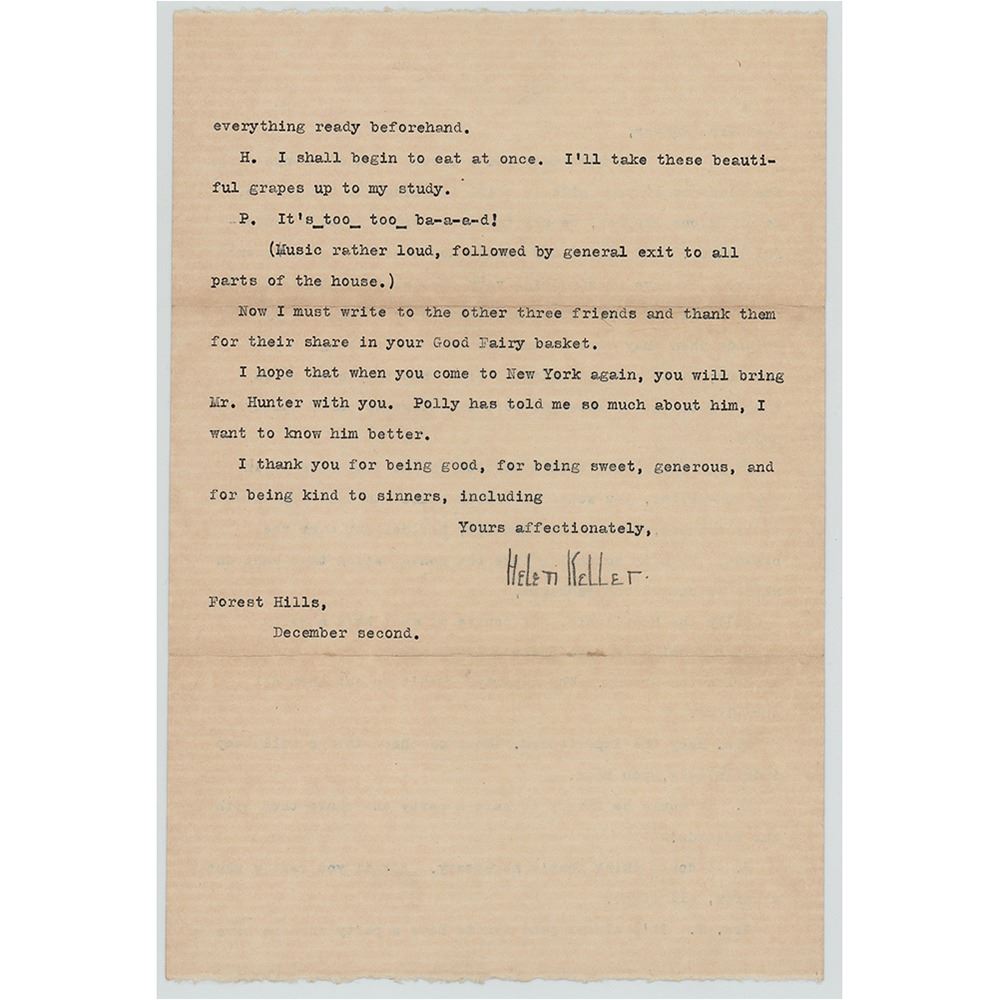 everything ready beforehand.
H. I shall begin to eat at once. I'll take these beauti-
ful grapes up to my study.
P. It's_too_ too_ ba-a-a-d!
(Music rather loud, followed by general exit to all
parts of the house.)
Now I must write to the other three friends and thank them
for their share in your Good Fairy basket.
I hope that when you come to New York again, you will bring
Mr. Hunter with you. Polly has told me so much about him, I
want to know him better.
I thank you for being good, for being sweet, generous, and
for being kind to sinners, including
Yours affectionately,
Helen Keller.
Forest Hills,
December second.